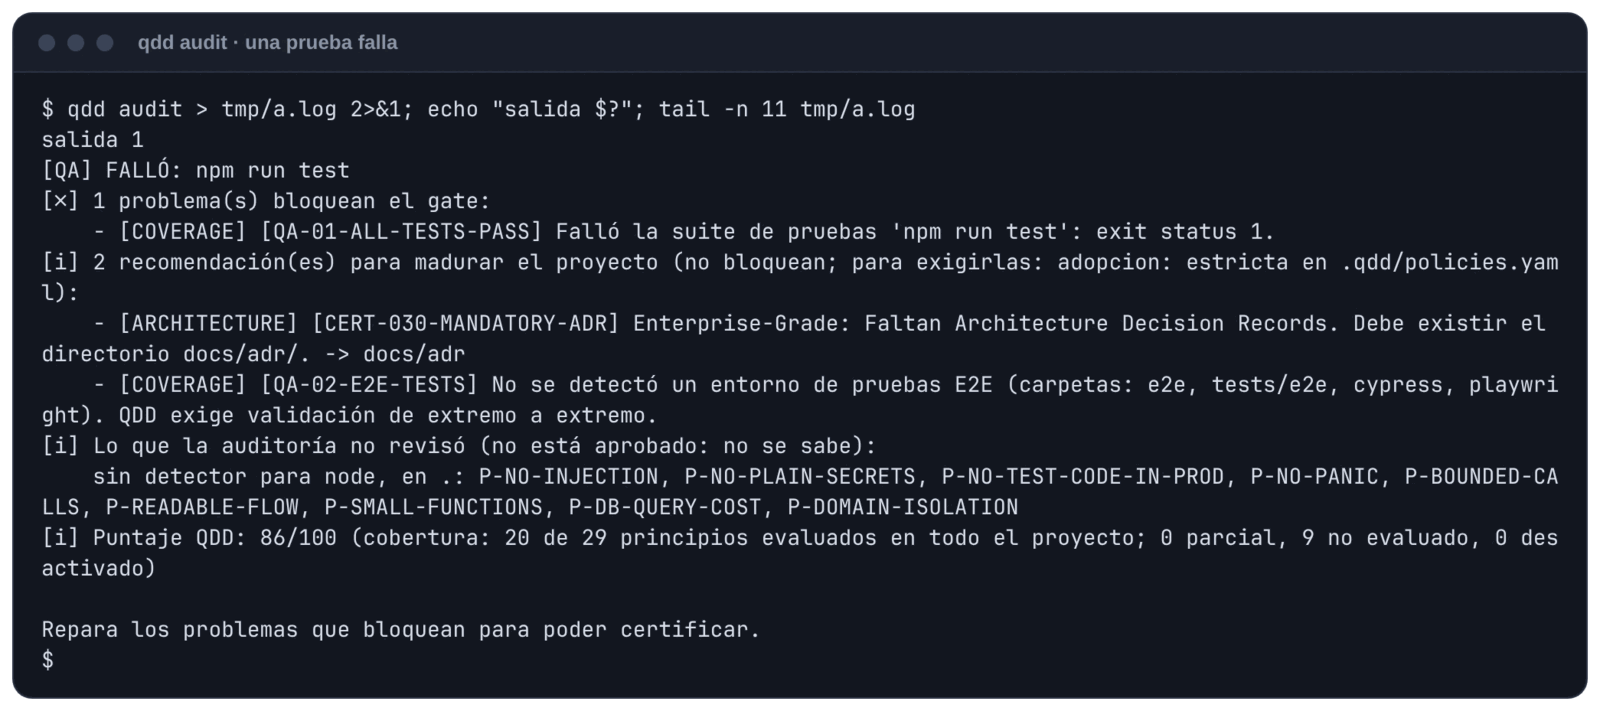 qdd audit · una prueba falla
$ qdd audit > tmp/a.log 2>&1; echo "salida $?"; tail -n 11 tmp/a.log
salida 1
[QA] FALLÓ: npm run test
[×] 1 problema(s) bloquean el gate:
    - [COVERAGE] [QA-01-ALL-TESTS-PASS] Falló la suite de pruebas 'npm run test': exit status 1.
[i] 2 recomendación(es) para madurar el proyecto (no bloquean; para exigirlas: adopcion: estricta en .qdd/policies.yam
l):
    - [ARCHITECTURE] [CERT-030-MANDATORY-ADR] Enterprise-Grade: Faltan Architecture Decision Records. Debe existir el
directorio docs/adr/. -> docs/adr
    - [COVERAGE] [QA-02-E2E-TESTS] No se detectó un entorno de pruebas E2E (carpetas: e2e, tests/e2e, cypress, playwri
ght). QDD exige validación de extremo a extremo.
[i] Lo que la auditoría no revisó (no está aprobado: no se sabe):
    sin detector para node, en .: P-NO-INJECTION, P-NO-PLAIN-SECRETS, P-NO-TEST-CODE-IN-PROD, P-NO-PANIC, P-BOUNDED-CA
LLS, P-READABLE-FLOW, P-SMALL-FUNCTIONS, P-DB-QUERY-COST, P-DOMAIN-ISOLATION
[i] Puntaje QDD: 86/100 (cobertura: 20 de 29 principios evaluados en todo el proyecto; 0 parcial, 9 no evaluado, 0 des
activado)
Repara los problemas que bloquean para poder certificar.
$